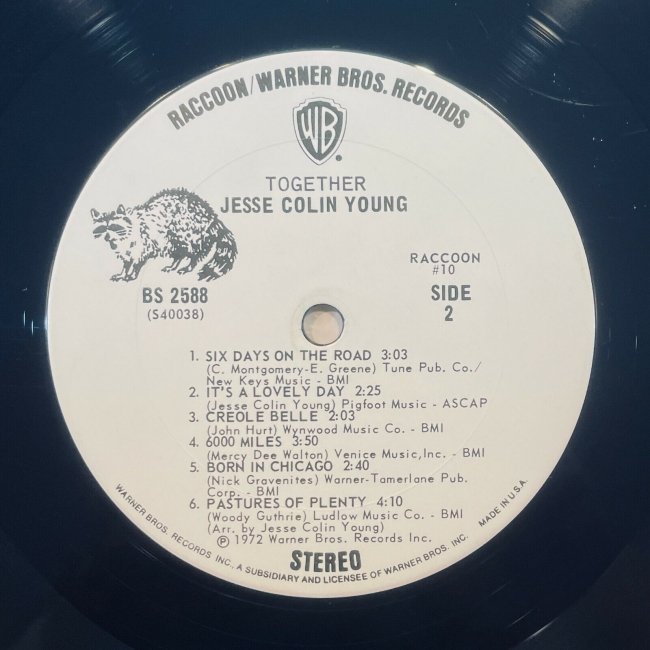 RACCOON/WARNER BROS. RECORDS
WB
TOGETHER
JESSE COLIN YOUNG
RACCOON
#10
BS 2588
(S40038)
SIDE
2
1. SIX DAYS ON THE ROAD 3:03
(C. Montgomery-E. Greene) Tune Pub. Co./
New Keys Music - BMI
2. IT'S A LOVELY DAY 2:25
(Jesse Colin Young) Pigfoot Music - ASCAP
3. CREOLE BELLE 2:03
(John Hurt) Wynwood Music Co. - BMI
4. 6000 MILES 3:50
(Mercy Dee Walton) Venice Music, Inc. - BMI
5. BORN IN CHICAGO 2:40
(Nick Gravenites) Warner-Tamerlane Pub.
Corp. - BMI
6. PASTURES OF PLENTY 4:10
(Woody Guthrie) Ludlow Music Co. - BMI
(Arr. by Jesse Colin Young)
℗ 1972 Warner Bros. Records Inc.
STEREO
WARNER BROS. RECORDS INC., A SUBSIDIARY AND LICENSEE OF WARNER BROS. INC. MADE IN U.S.A.